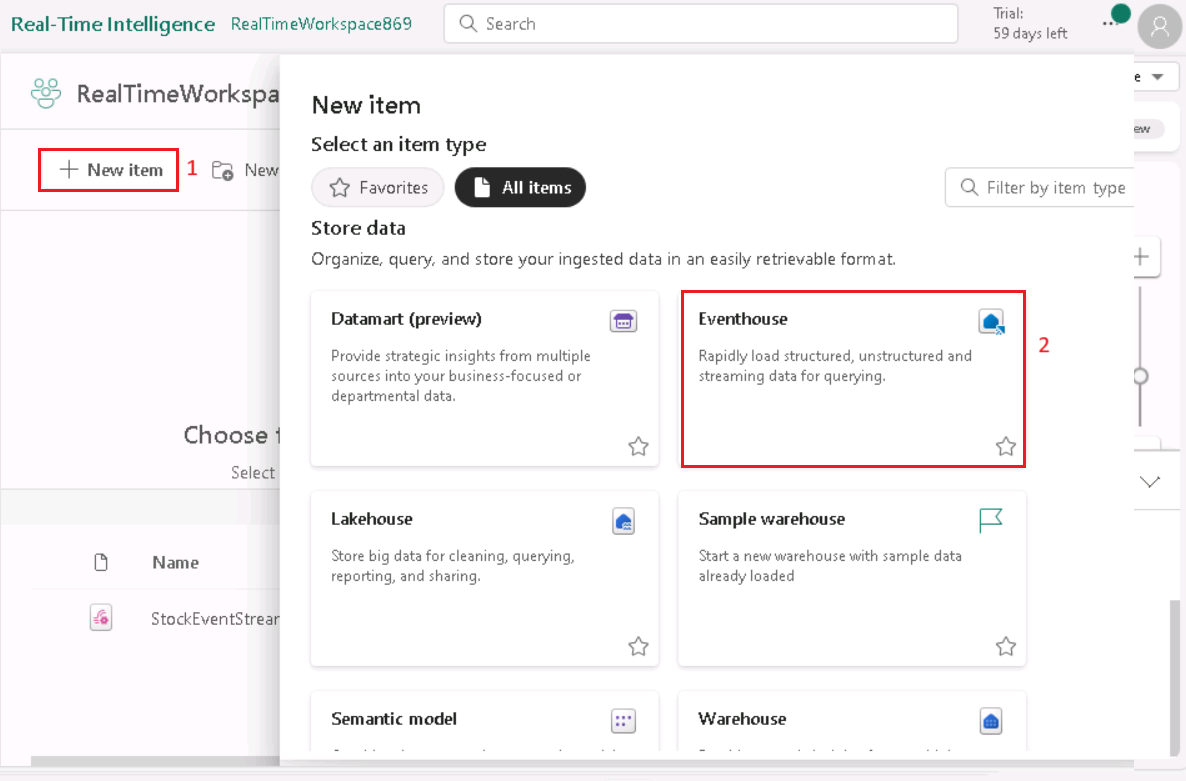 Real-Time Intelligence RealTimeWorkspace869 Search Trial:
59 days left
RealTimeWorkspa
New item 1 New
New item
Select an item type
Favorites All items Filter by item type
Store data
Organize, query, and store your ingested data in an easily retrievable format.
Datamart (preview)
Provide strategic insights from multiple
sources into your business-focused or
departmental data.
Eventhouse
Rapidly load structured, unstructured and
streaming data for querying.
2
Choose
Select
Lakehouse
Store big data for cleaning, querying,
reporting, and sharing.
Sample warehouse
Start a new warehouse with sample data
already loaded
Name
StockEventStrear
Semantic model
Warehouse